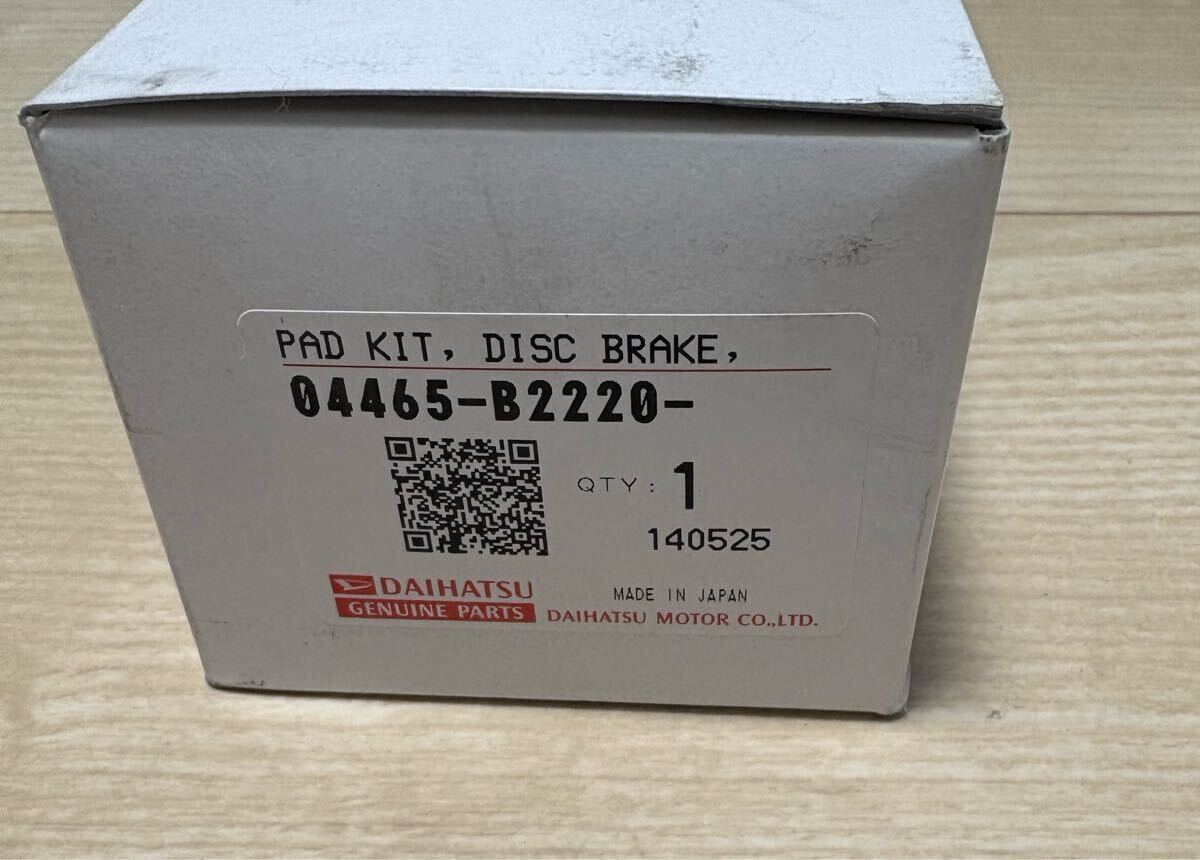 PAD KIT, DISC BRAKE,
04465-B2220-
QTY: 1
140525
DAIHATSU
GENUINE PARTS
MADE IN JAPAN
DAIHATSU MOTOR CO.,LTD.